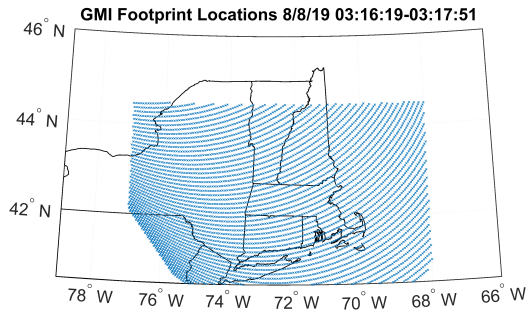 GMI Footprint Locations 8/8/19 03:16:19-03:17:51
46° N
44° N
42° N
78° W 76° W 74° W 72° W 70° W 68° W 66° W